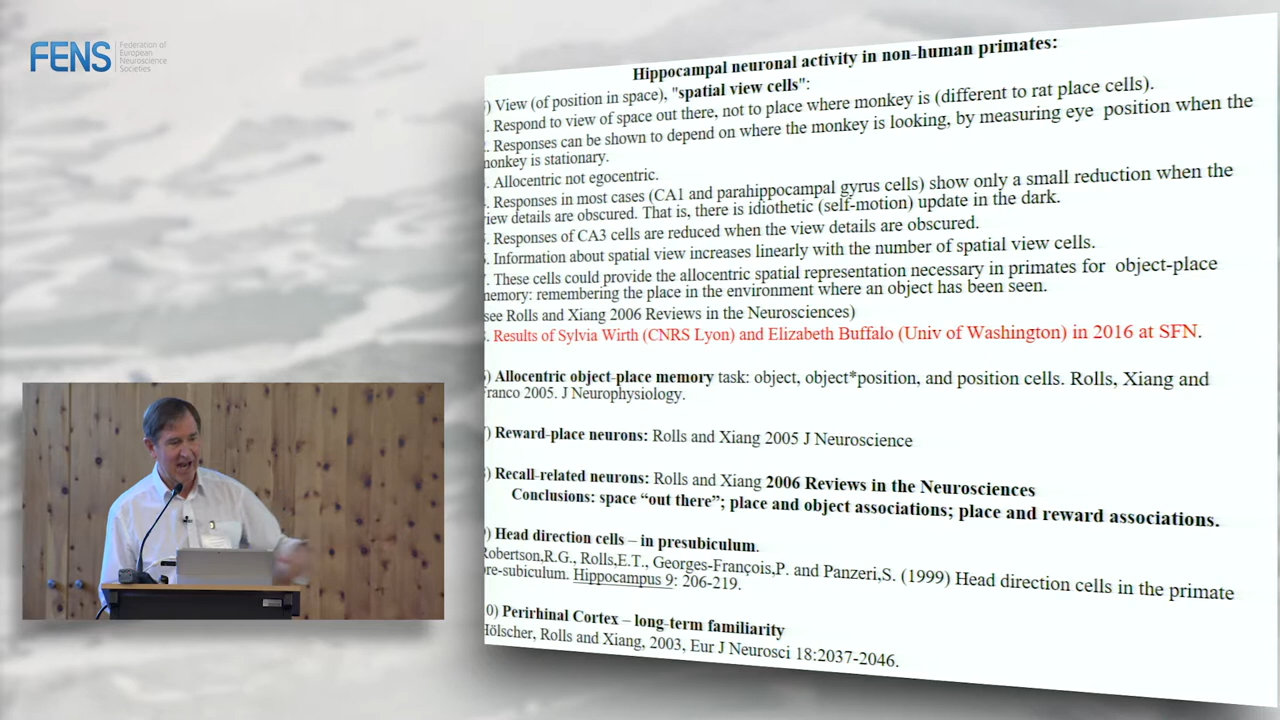 FENS
Federation of
European
Neuroscience
Societies
Hippocampal neuronal activity in non-human primates:
) View (of position in space), "spatial view cells":
. Respond to view of space out there, not to place where monkey is (different to rat place cells).
. Responses can be shown to depend on where the monkey is looking, by measuring eye position when the
monkey is stationary.
. Allocentric not egocentric.
. Responses in most cases (CA1 and parahippocampal gyrus cells) show only a small reduction when the
view details are obscured. That is, there is idiothetic (self-motion) update in the dark.
. Responses of CA3 cells are reduced when the view details are obscured.
. Information about spatial view increases linearly with the number of spatial view cells.
. These cells could provide the allocentric spatial representation necessary in primates for object-place
memory: remembering the place in the environment where an object has been seen.
see Rolls and Xiang 2006 Reviews in the Neurosciences)
. Results of Sylvia Wirth (CNRS Lyon) and Elizabeth Buffalo (Univ of Washington) in 2016 at SFN.
) Allocentric object-place memory task: object, object*position, and position cells. Rolls, Xiang and
Franco 2005. J Neurophysiology.
) Reward-place neurons: Rolls and Xiang 2005 J Neuroscience
) Recall-related neurons: Rolls and Xiang 2006 Reviews in the Neurosciences
Conclusions: space “out there”; place and object associations; place and reward associations.
) Head direction cells – in presubiculum.
Robertson,R.G., Rolls,E.T., Georges-François,P. and Panzeri,S. (1999) Head direction cells in the primate
pre-subiculum. Hippocampus 9: 206-219.
0) Perirhinal Cortex – long-term familiarity
Hölscher, Rolls and Xiang, 2003, Eur J Neurosci 18:2037-2046.